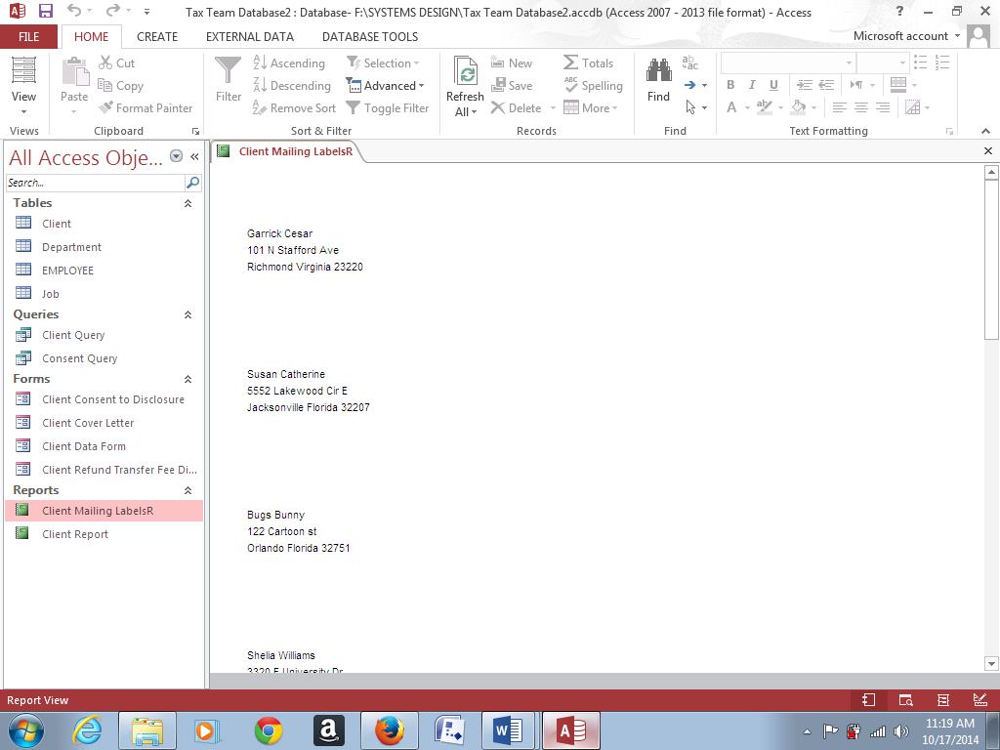 Tax Team Database2 : Database- F:\SYSTEMS DESIGN\Tax Team Database2.accdb (Access 2007 - 2013 file format) - Access
?
FILE HOME CREATE EXTERNAL DATA DATABASE TOOLS Microsoft account
View
Views
Paste
Cut
Copy
Format Painter
Clipboard
Filter
Ascending
Descending
Remove Sort
Selection
Advanced
Toggle Filter
Sort & Filter
Refresh
All
New
Save
Delete
Totals
Spelling
More
Records
Find
Find
B I U
A
Text Formatting
All Access Obje...
Search...
Tables
Client
Department
EMPLOYEE
Job
Queries
Client Query
Consent Query
Forms
Client Consent to Disclosure
Client Cover Letter
Client Data Form
Client Refund Transfer Fee Di...
Reports
Client Mailing LabelsR
Client Report
Client Mailing LabelsR
Garrick Cesar
101 N Stafford Ave
Richmond Virginia 23220
Susan Catherine
5552 Lakewood Cir E
Jacksonville Florida 32207
Bugs Bunny
122 Cartoon st
Orlando Florida 32751
Shelia Williams
3320 E University Dr
Report View
11:19 AM
10/17/2014